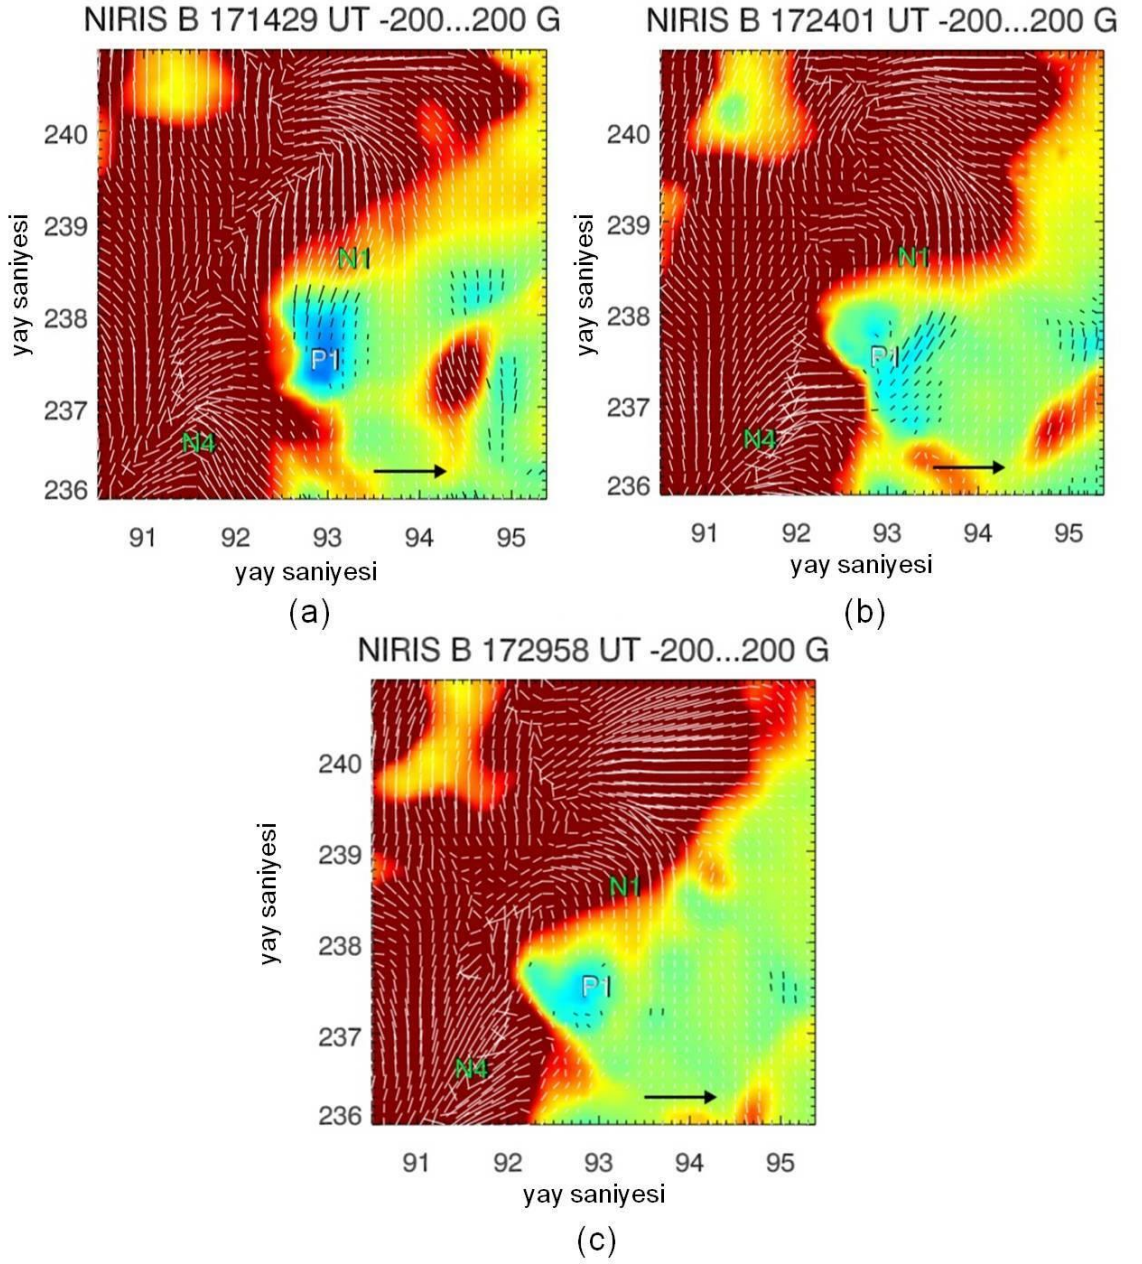 NIRIS B 171429 UT -200...200 G
240
239
238
237
236
yay saniyesi
N1
P1
N4
91 92 93 94 95
yay saniyesi
(a)
NIRIS B 172401 UT -200...200 G
240
239
238
237
236
yay saniyesi
N1
P1
N4
91 92 93 94 95
yay saniyesi
(b)
NIRIS B 172958 UT -200...200 G
240
239
238
237
236
yay saniyesi
N1
P1
N4
91 92 93 94 95
yay saniyesi
(c)